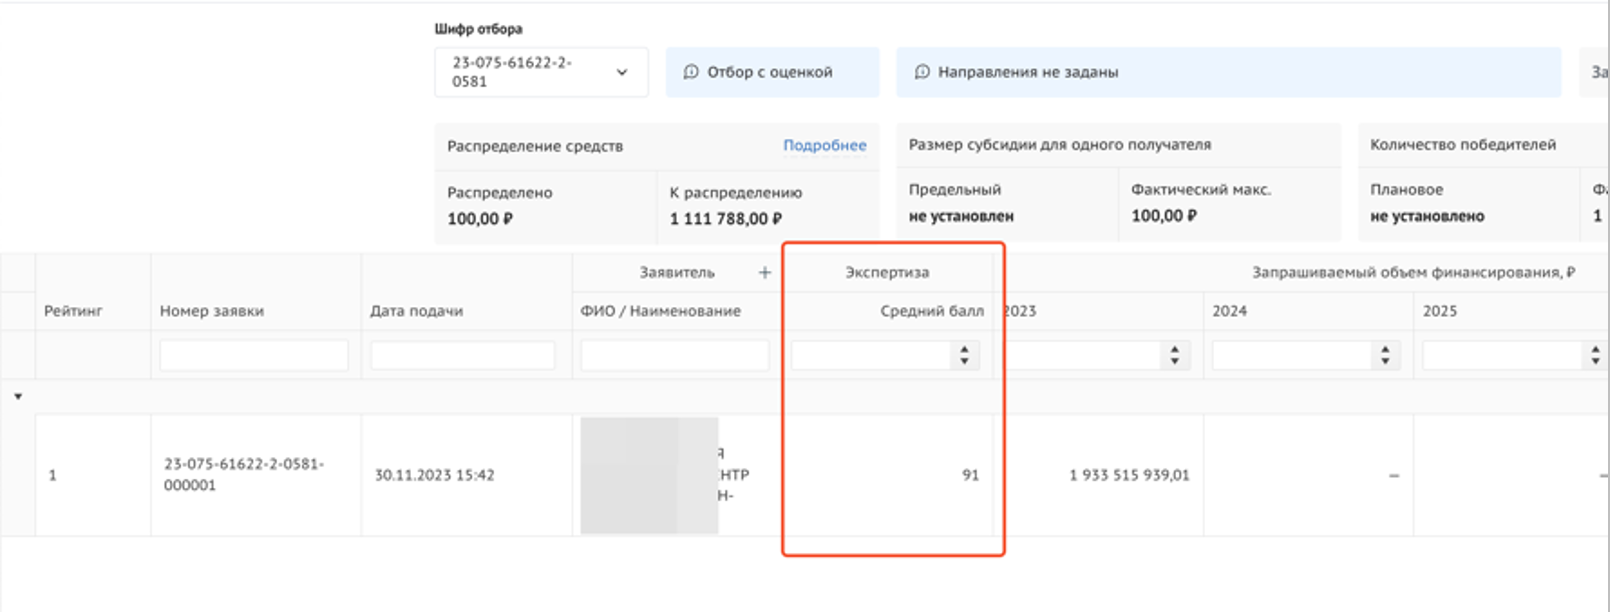 Шифр отбора
23-075-61622-2-
0581
Отбор с оценкой
Направления не заданы
За
Распределение средств
Подробнее
Распределено
100,00 ₽
К распределению
1 111 788,00 ₽
Размер субсидии для одного получателя
Предельный
не установлен
Фактический макс.
100,00 ₽
Количество победителей
Плановое
не установлено
Фа
1
Заявитель +
Экспертиза
Запрашиваемый объем финансирования, ₽
Рейтинг
Номер заявки
Дата подачи
ФИО / Наименование
Средний балл
2023
2024
2025
1
23-075-61622-2-0581-
000001
30.11.2023 15:42
Я
НТР
Н-
91
1 933 515 939,01
—
—